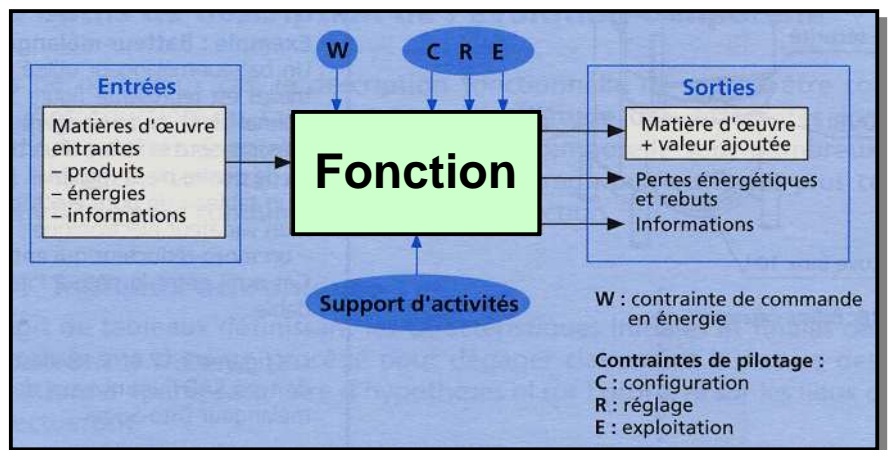 W
C R E
Entrées
Matières d'œuvre
entrantes
– produits
– énergies
– informations
Fonction
Sorties
Matière d'œuvre
+ valeur ajoutée
Pertes énergétiques
et rebuts
Informations
Support d'activités
W : contrainte de commande
en énergie
Contraintes de pilotage :
C : configuration
R : réglage
E : exploitation